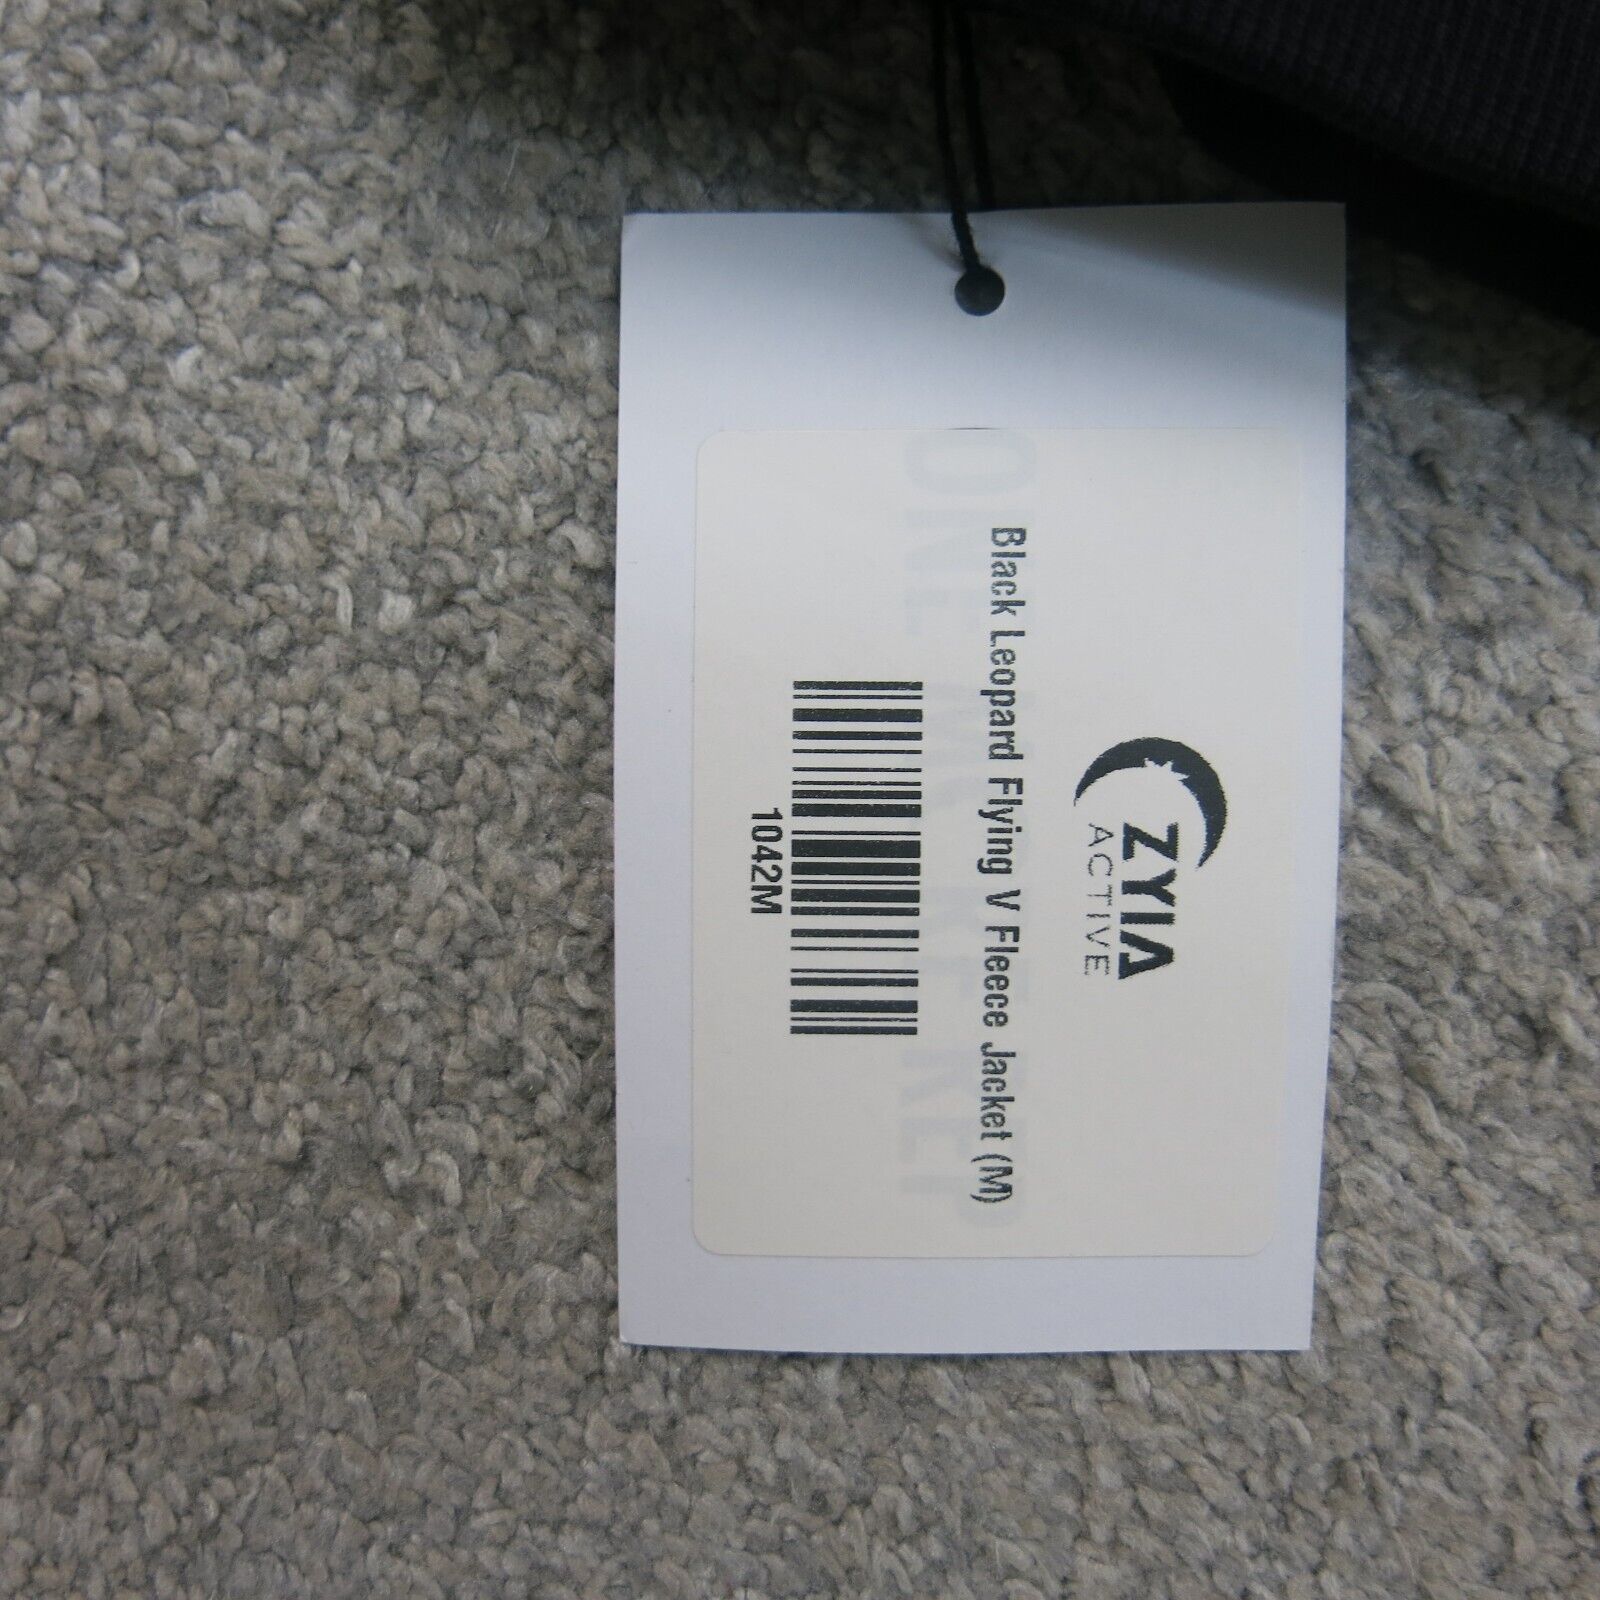 ZYIA
ACTIVE
Black Leopard Flying V Fleece Jacket (M)
1042M